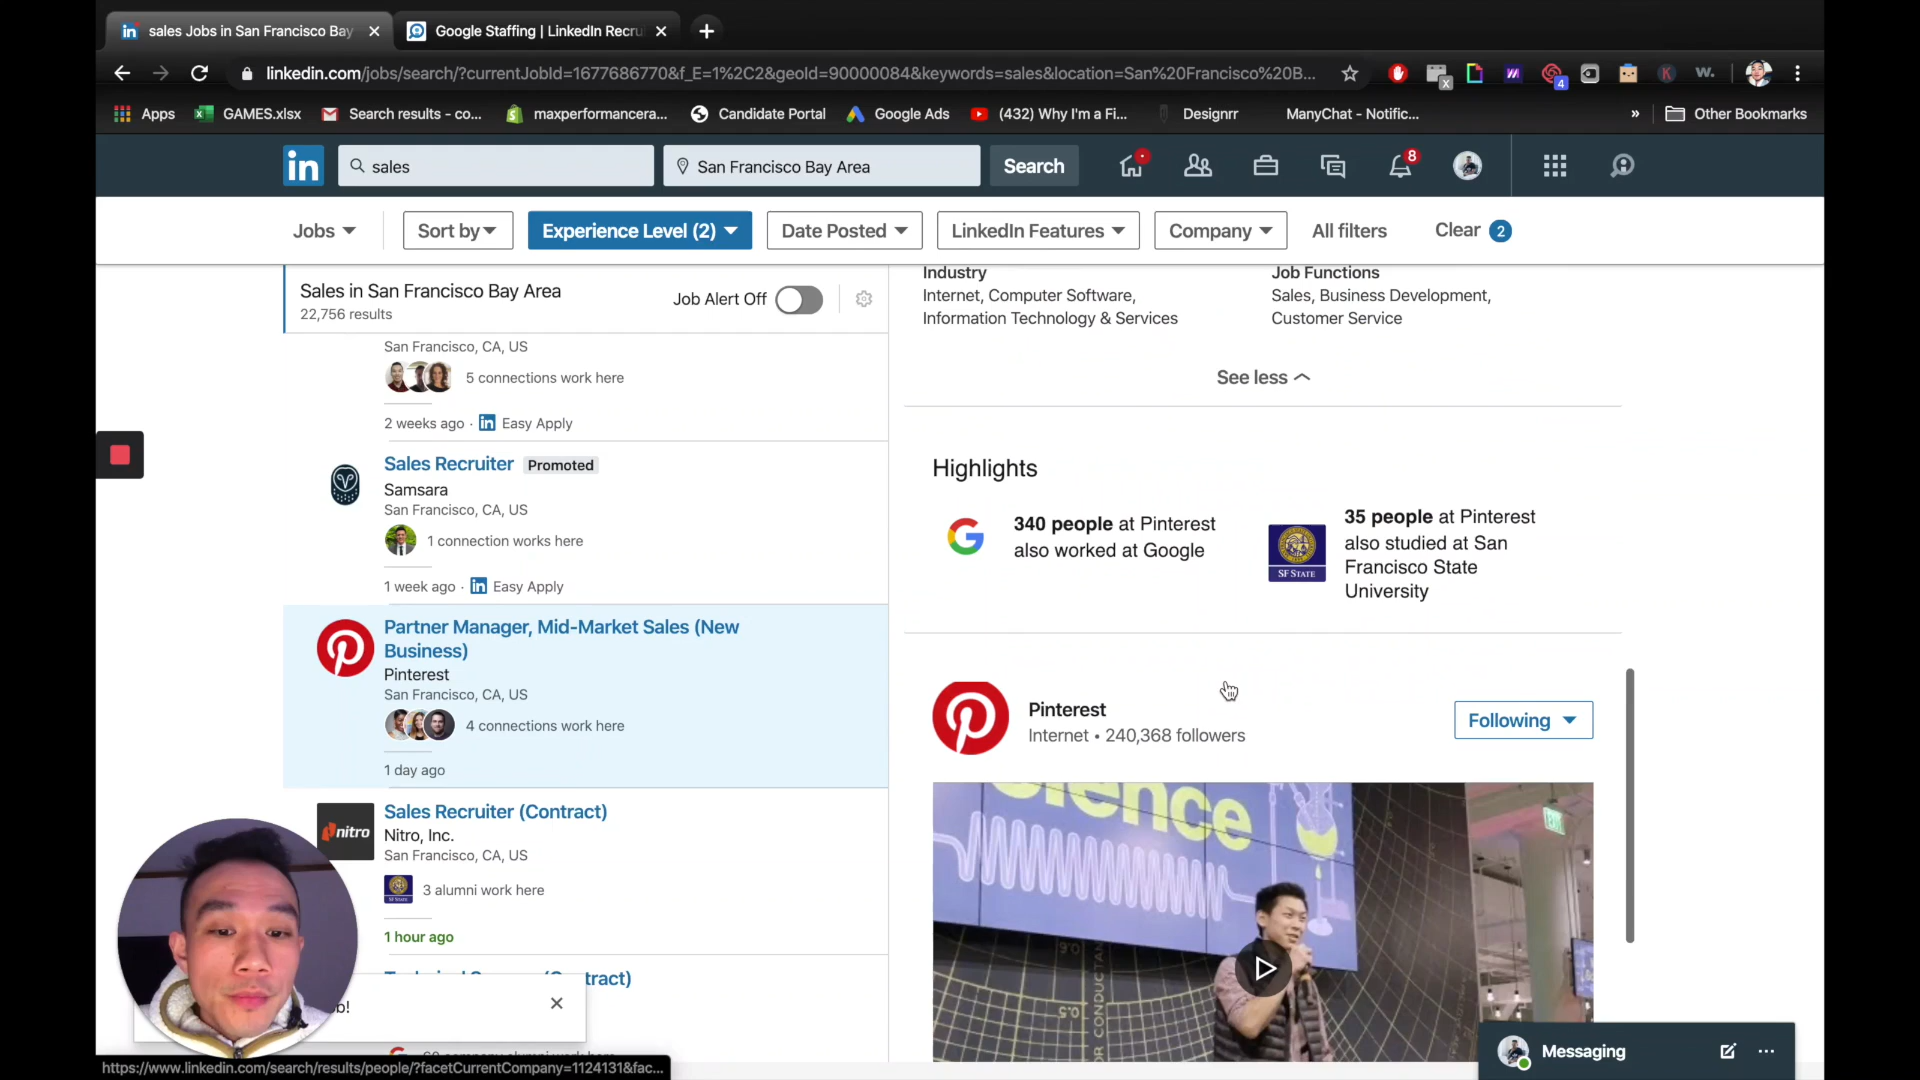 sales Jobs in San Francisco Bay
Google Staffing | LinkedIn Recru
linkedin.com/jobs/search/?currentJobId=1677686770&f_E=1%2C2&geoId=90000084&keywords=sales&location=San%20Francisco%20B...
X
4
K
w.
Apps
GAMES.xlsx
Search results - co...
maxperformancera...
Candidate Portal
Google Ads
(432) Why I'm a Fi...
Designrr
ManyChat - Notific...
»
Other Bookmarks
in
sales
San Francisco Bay Area
Search
8
Jobs
Sort by
Experience Level (2)
Date Posted
LinkedIn Features
Company
All filters
Clear 2
Sales in San Francisco Bay Area
22,756 results
Job Alert Off
San Francisco, CA, US
5 connections work here
2 weeks ago · in Easy Apply
Sales Recruiter Promoted
Samsara
San Francisco, CA, US
1 connection works here
1 week ago · in Easy Apply
Partner Manager, Mid-Market Sales (New
Business)
Pinterest
San Francisco, CA, US
4 connections work here
1 day ago
nitro
Sales Recruiter (Contract)
Nitro, Inc.
San Francisco, CA, US
SF STATE
3 alumni work here
1 hour ago
tract)
ob!
https://www.linkedin.com/search/results/people/?facetCurrentCompany=1124131&fac...
Industry
Internet, Computer Software,
Information Technology & Services
Job Functions
Sales, Business Development,
Customer Service
See less
Highlights
340 people at Pinterest
also worked at Google
SF STATE
35 people at Pinterest
also studied at San
Francisco State
University
Pinterest
Internet • 240,368 followers
Following
cience
EXIT
Messaging